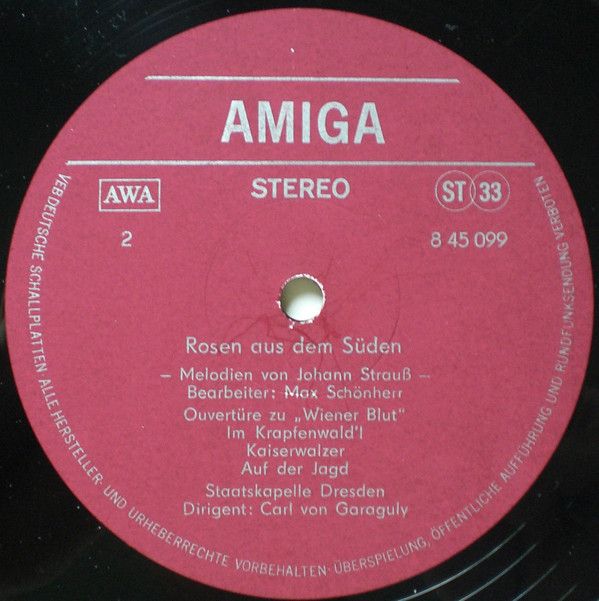 AMIGA
AWA
STEREO
ST 33
2
8 45 099
Rosen aus dem Süden
– Melodien von Johann Strauß –
Bearbeiter: Max Schönherr
Ouvertüre zu „Wiener Blut“
Im Krapfenwald'l
Kaiserwalzer
Auf der Jagd
Staatskapelle Dresden
Dirigent: Carl von Garaguly
VEB DEUTSCHE SCHALLPLATTEN · ALLE HERSTELLER- UND URHEBERRECHTE VORBEHALTEN · ÜBERSPIELUNG, ÖFFENTLICHE AUFFÜHRUNG UND RUNDFUNKSENDUNG VERBOTEN